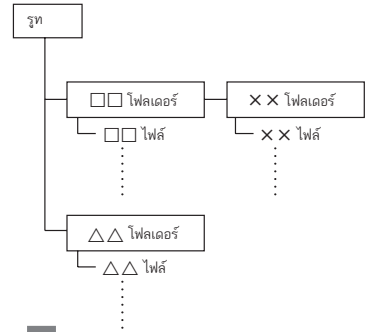 รูท
□□ โฟลเดอร์
×× โฟลเดอร์
□□ ไฟล์
×× ไฟล์
△△ โฟลเดอร์
△△ ไฟล์